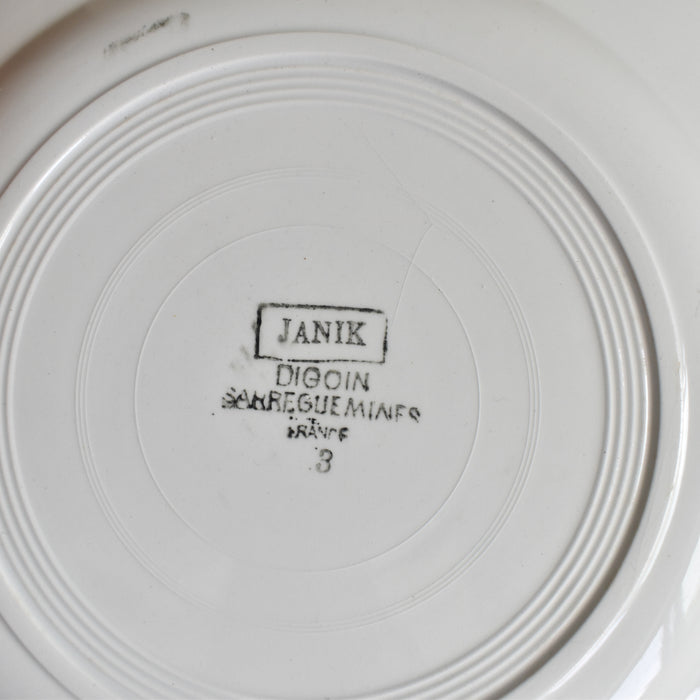 JANIK
DIGOIN
SARREGUEMINES
FRANCE
3